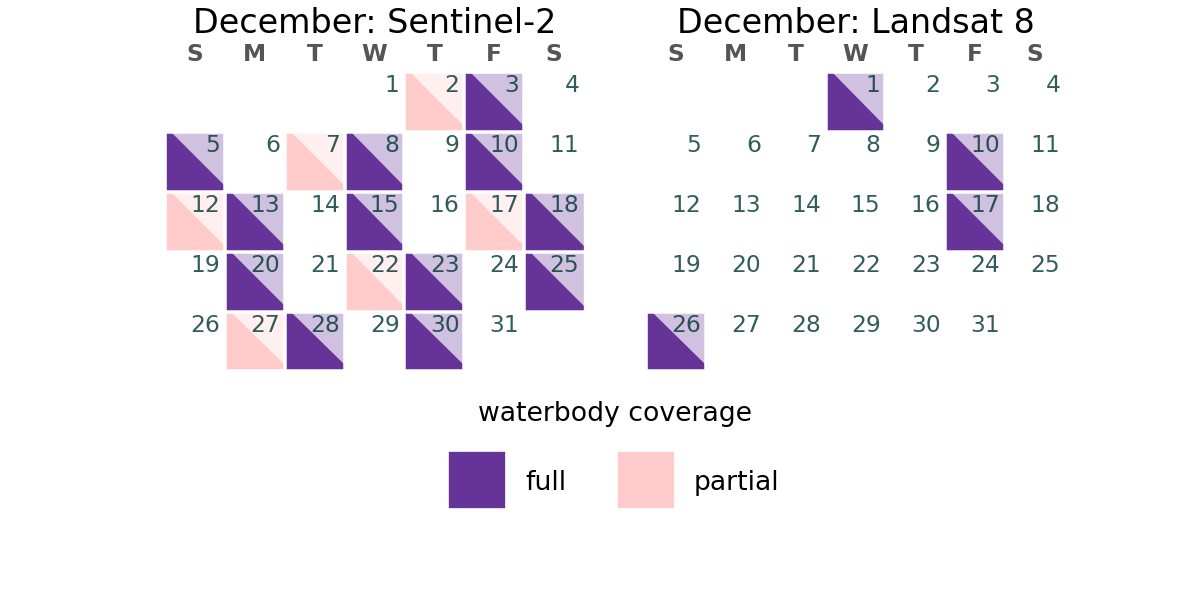 December: Sentinel-2
S M T W T F S
1 2 3 4
5 6 7 8 9 10 11
12 13 14 15 16 17 18
19 20 21 22 23 24 25
26 27 28 29 30 31
December: Landsat 8
S M T W T F S
1 2 3 4
5 6 7 8 9 10 11
12 13 14 15 16 17 18
19 20 21 22 23 24 25
26 27 28 29 30 31
waterbody coverage
full partial